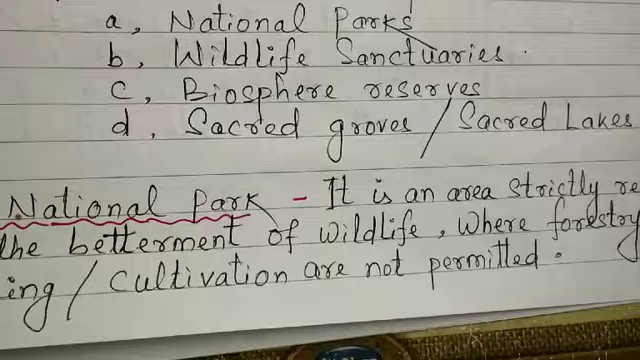 a, National Parks
b, Wildlife Sanctuaries.
c, Biosphere reserves
d, Sacred groves / Sacred Lakes
National Park - It is an area strictly re
the betterment of wildlife, where forestry
ing / cultivation are not permitted.